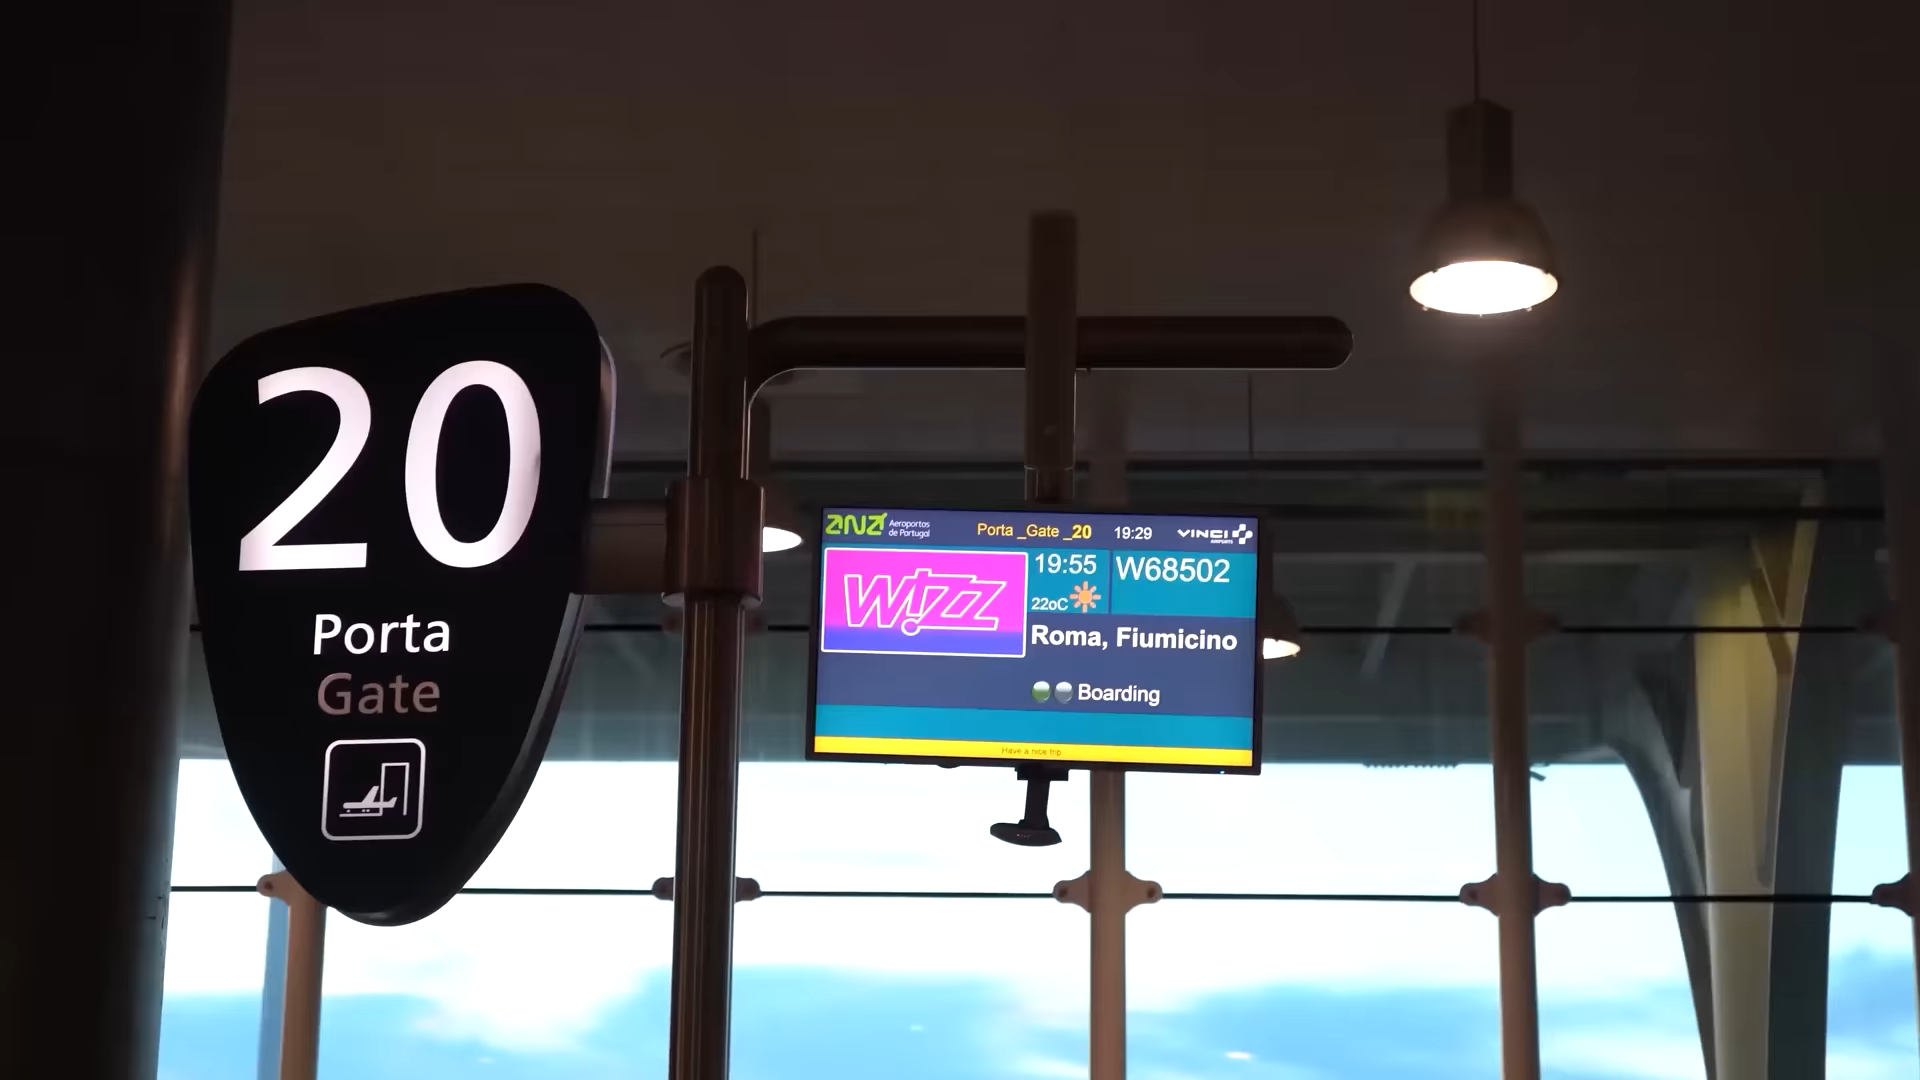 20
Porta
Gate
ANA Aeroportos de Portugal
Porta _Gate _20
19:29
VINCI AIRPORTS
W!ZZ
19:55
W68502
22oC
Roma, Fiumicino
Boarding
Have a nice trip